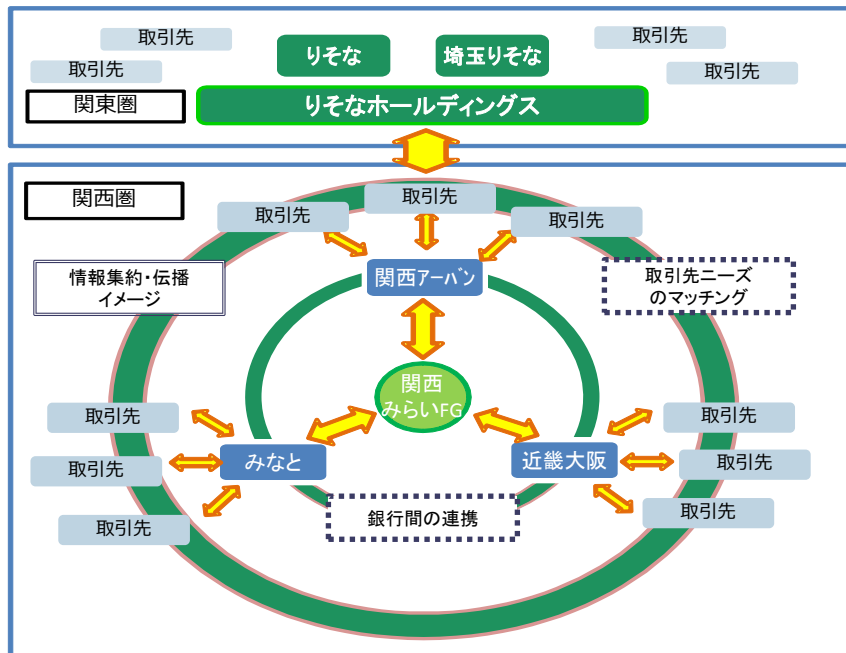 取引先
取引先
りそな
埼玉りそな
取引先
取引先
関東圏
りそなホールディングス
関西圏
取引先
取引先
取引先
情報集約・伝播
イメージ
関西アーバン
取引先ニーズ
のマッチング
関西
みらいFG
取引先
取引先
取引先
みなと
近畿大阪
取引先
取引先
取引先
銀行間の連携